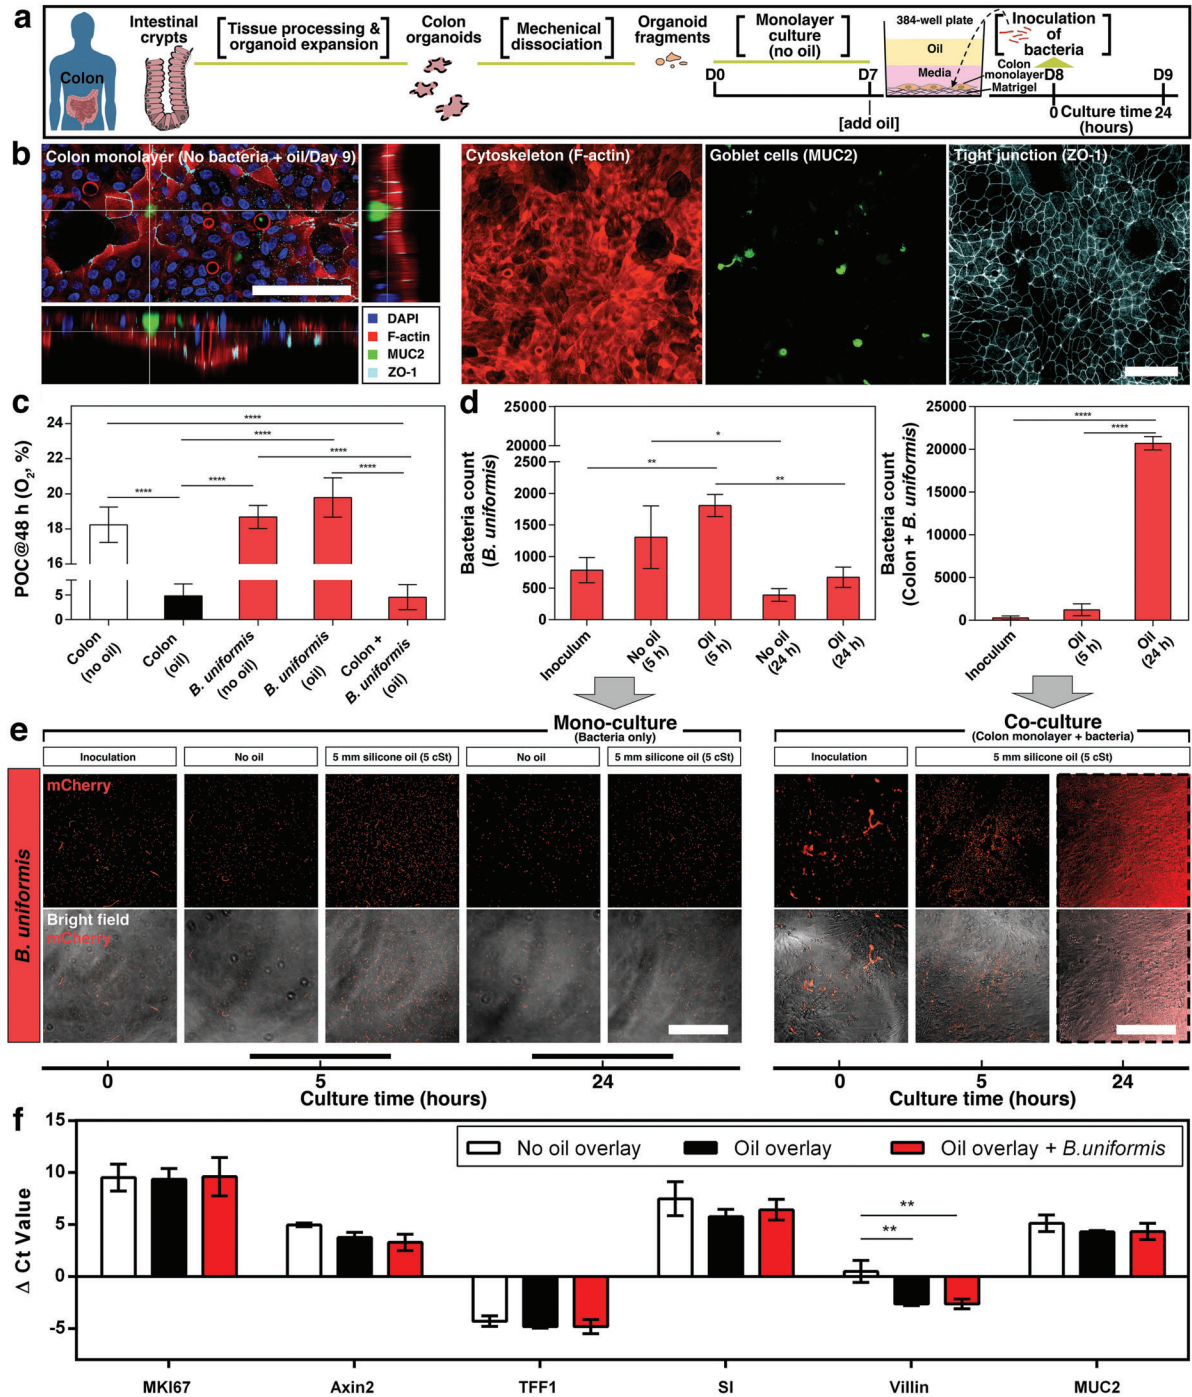 a
Colon
Intestinal
crypts
Tissue processing &
organoid expansion
Colon
organoids
Mechedical
dissociation
Organoid
fragments
Monolayer
culture
(no oil)
D0
D7
[add oil]
384-well plate
Oil
Media
Colon
monolayer
Matrigel
Inoculation
of
bacteria
D8
D9
0 Culture time 24
(hours)
b
Colon monolayer (No bacteria + oil/Day 9)
DAPI
F-actin
MUC2
ZO-1
Cytoskeleton (F-actin)
Goblet cells (MUC2)
Tight junction (ZO-1)
c
POC@48 h (O2, %)
24
22
20
18
16
5
0
****
****
****
****
****
****
Colon
(no oil)
Colon
(oil)
B. uniformis
(no oil)
B. uniformis
(oil)
Colon +
B. uniformis
(oil)
d
Bacteria count
(B. uniformis)
25000
20000
2500
2000
1500
1000
500
0
*
**
**
Inoculum
No oil
(5 h)
Oil
(5 h)
No oil
(24 h)
Oil
(24 h)
Bacteria count
(Colon + B. uniformis)
25000
20000
15000
10000
5000
0
****
****
Inoculum
Oil
(5 h)
Oil
(24 h)
e
Mono-culture
(Bacteria only)
Co-culture
(Colon monolayer + bacteria)
Inoculation
No oil
5 mm silicone oil (5 cSt)
No oil
5 mm silicone oil (5 cSt)
Inoculation
5 mm silicone oil (5 cSt)
B. uniformis
mCherry
Bright field
mCherry
0
5
24
Culture time (hours)
0
5
24
Culture time (hours)
f
Δ Ct Value
15
10
5
0
-5
No oil overlay
Oil overlay
Oil overlay + B.uniformis
**
**
MKI67
Axin2
TFF1
SI
Villin
MUC2